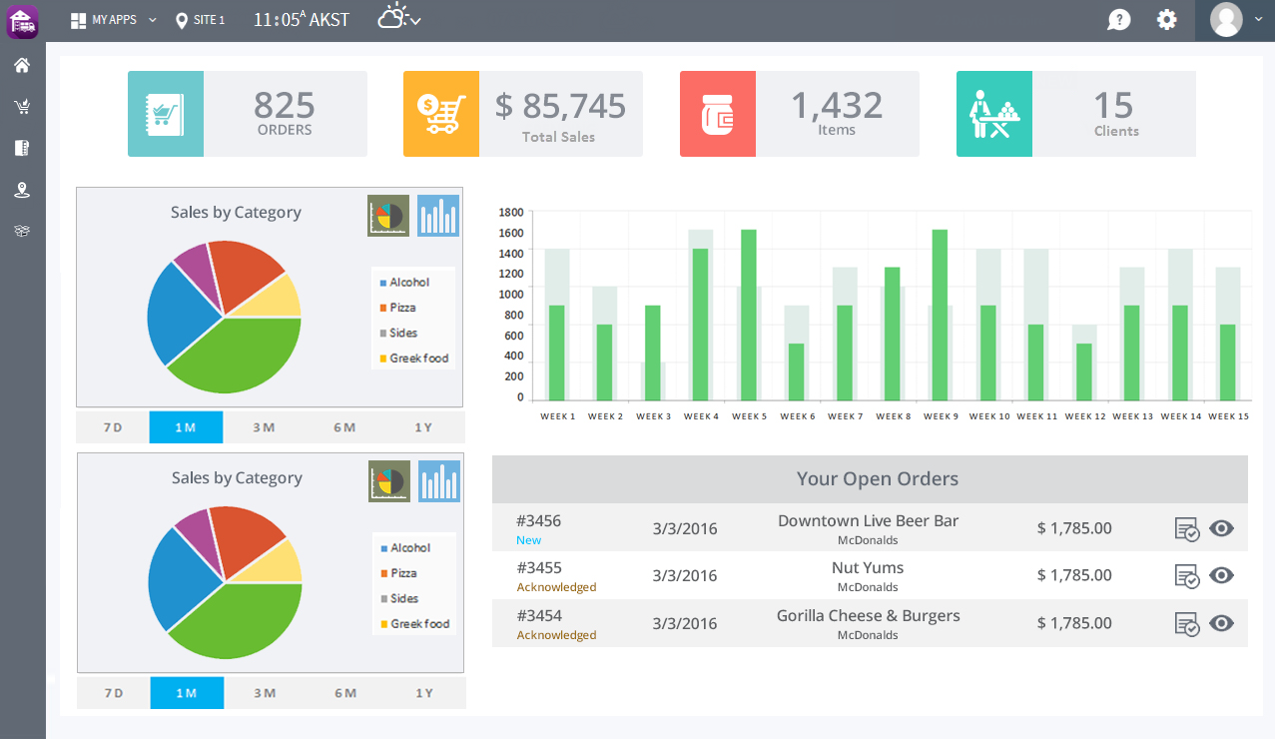 MY APPS SITE 1 11:05 A AKST
825
ORDERS
$ 85,745
Total Sales
1,432
Items
15
Clients
Sales by Category
Alcohol
Pizza
Sides
Greek food
7 D 1 M 3 M 6 M 1 Y
1800
1600
1400
1200
1000
800
600
400
200
0
WEEK 1 WEEK 2 WEEK 3 WEEK 4 WEEK 5 WEEK 6 WEEK 7 WEEK 8 WEEK 9 WEEK 10 WEEK 11 WEEK 12 WEEK 13 WEEK 14 WEEK 15
Sales by Category
Alcohol
Pizza
Sides
Greek food
7 D 1 M 3 M 6 M 1 Y
Your Open Orders
#3456 3/3/2016 Downtown Live Beer Bar $ 1,785.00
New McDonalds
#3455 3/3/2016 Nut Yums $ 1,785.00
Acknowledged McDonalds
#3454 3/3/2016 Gorilla Cheese & Burgers $ 1,785.00
Acknowledged McDonalds